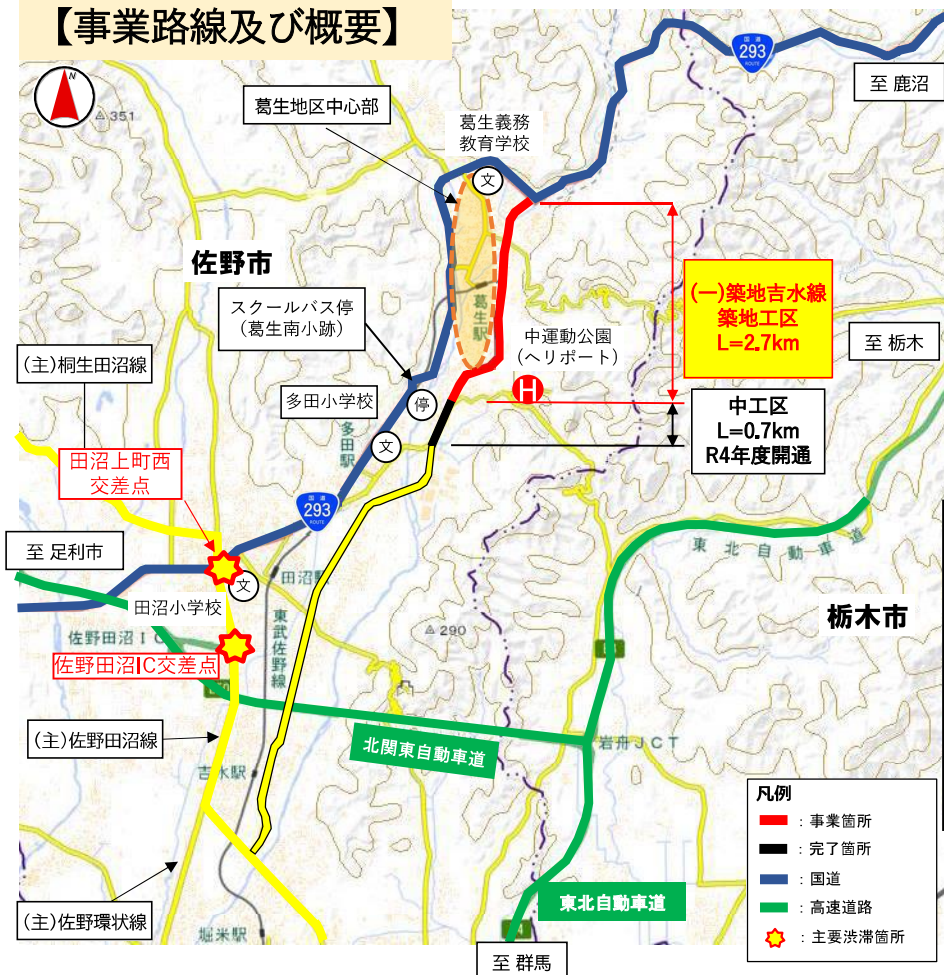 【事業路線及び概要】
国道
293
ROUTE
至 鹿沼
N
351
葛生地区中心部
葛生義務
教育学校
文
佐野市
スクールバス停
(葛生南小跡)
葛生駅
中運動公園
(ヘリポート)
H
(一)築地吉水線
築地工区
L=2.7km
至 栃木
(主)桐生田沼線
多田小学校
停
文
多田駅
中工区
L=0.7km
R4年度開通
田沼上町西
交差点
国道
293
ROUTE
東北自動車道
至 足利市
文
田沼駅
田沼小学校
東武佐野線
栃木市
290
佐野田沼IC
佐野田沼IC交差点
(主)佐野田沼線
北関東自動車道
岩舟JCT
吉水駅
凡例
：事業箇所
：完了箇所
：国道
：高速道路
：主要渋滞箇所
(主)佐野環状線
東北自動車道
堀米駅
至 群馬